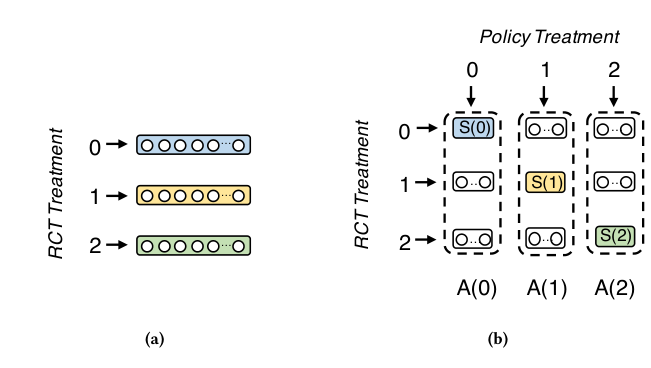 RCT Treatment
0
1
2
(a)
Policy Treatment
0 1 2
RCT Treatment
0 S(0)
1 S(1)
2 S(2)
A(0) A(1) A(2)
(b)